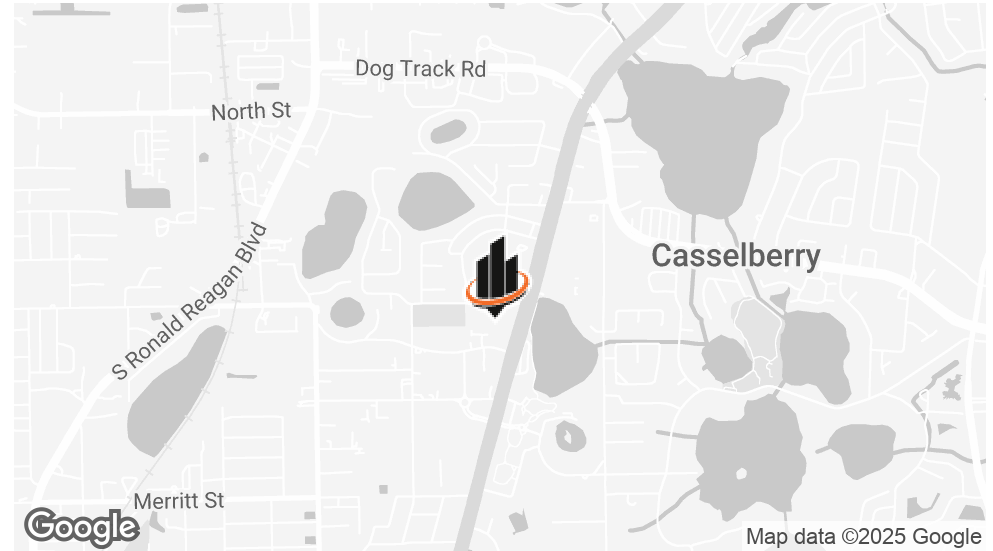 Dog Track Rd
North St
S Ronald Reagan Blvd
Casselberry
Merritt St
Google
Map data ©2025 Google